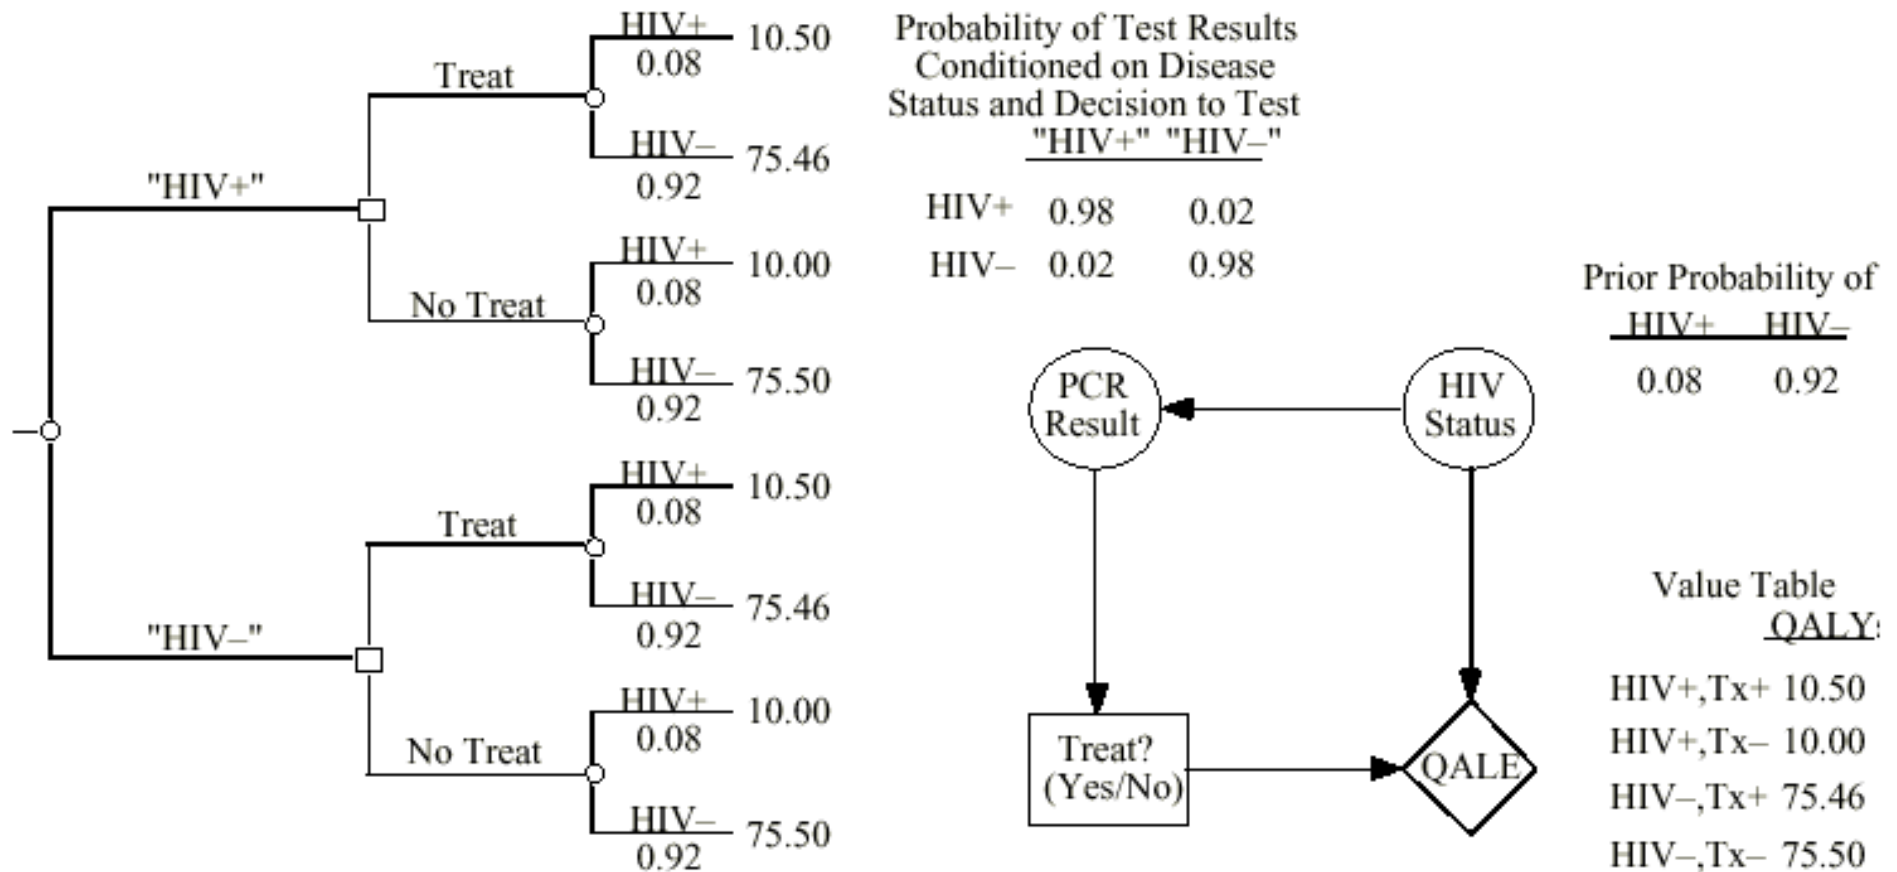 HIV+
0.08
10.50
Treat
HIV–
0.92
75.46
"HIV+"
HIV+
0.08
10.00
No Treat
HIV–
0.92
75.50
HIV+
0.08
10.50
Treat
HIV–
0.92
75.46
"HIV–"
HIV+
0.08
10.00
No Treat
HIV–
0.92
75.50
Probability of Test Results
Conditioned on Disease
Status and Decision to Test
"HIV+" "HIV–"
HIV+ 0.98 0.02
HIV– 0.02 0.98
Prior Probability of
HIV+ HIV–
0.08 0.92
PCR
Result
HIV
Status
Treat?
(Yes/No)
QALE
Value Table
QALYs
HIV+,Tx+ 10.50
HIV+,Tx– 10.00
HIV–,Tx+ 75.46
HIV–,Tx– 75.50